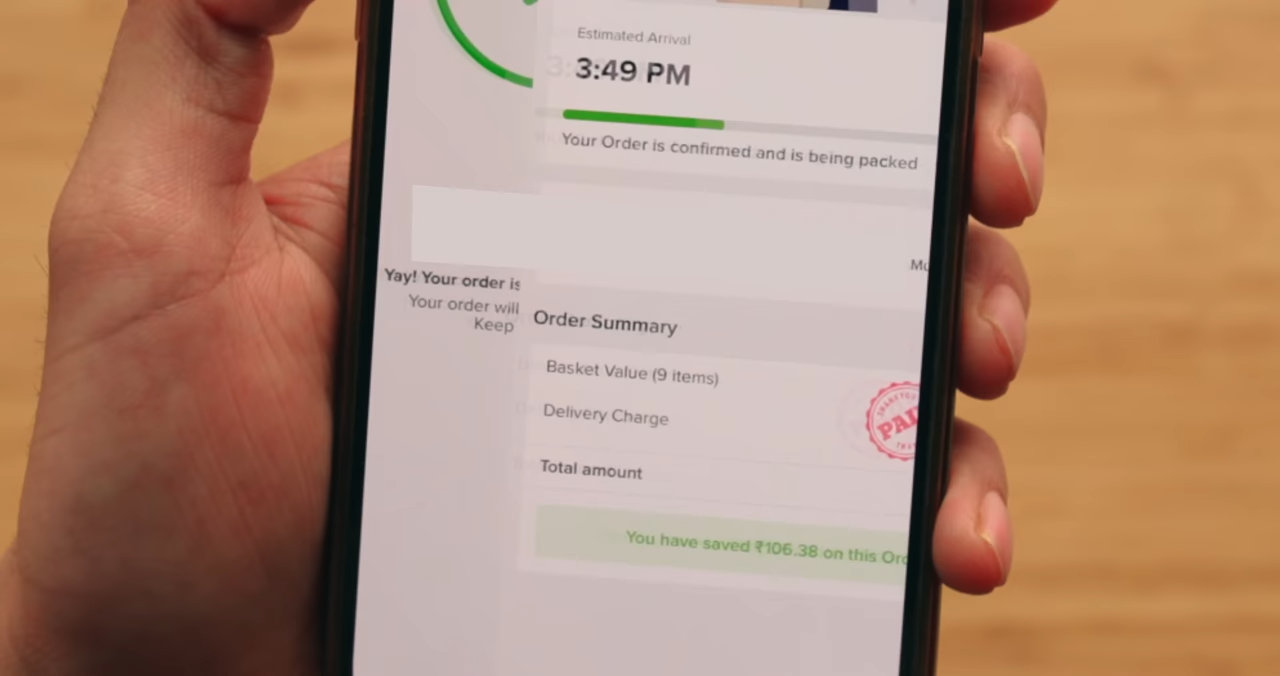 Estimated Arrival
3:49 PM
Your Order is confirmed and is being packed
Yay! Your order is
Your order will
Keep
Order Summary
Basket Value (9 items)
Delivery Charge
Total amount
You have saved ₹106.38 on this Ord